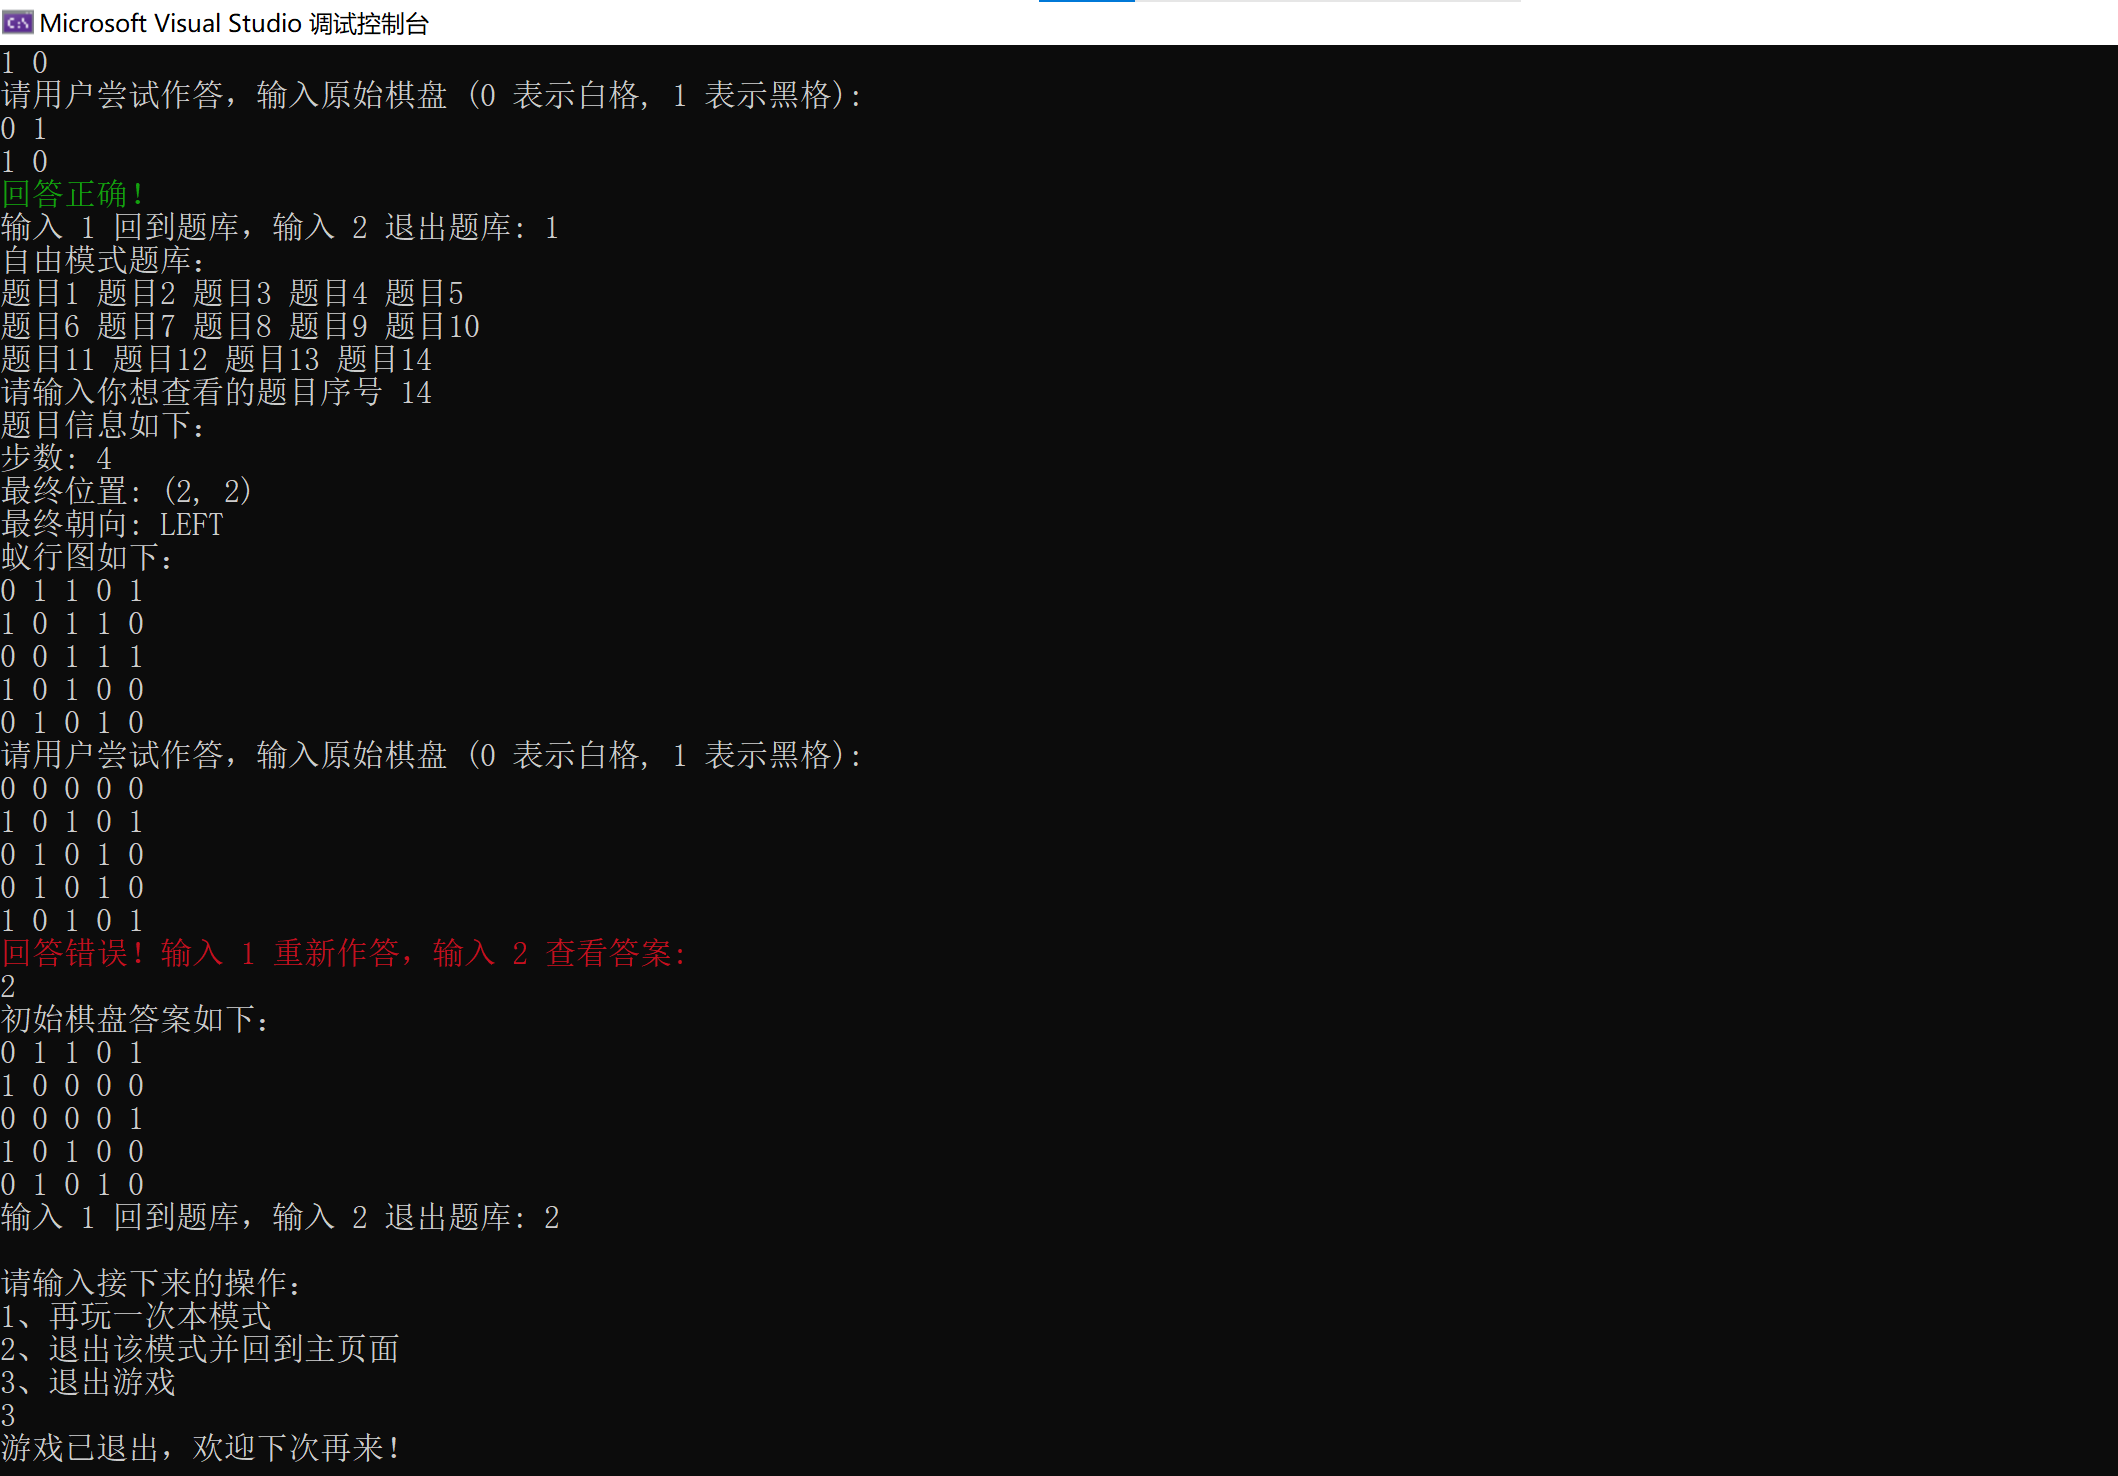 Microsoft Visual Studio 调试控制台
1 0
请用户尝试作答，输入原始棋盘 (0 表示白格, 1 表示黑格):
0 1
1 0
回答正确！
输入 1 回到题库，输入 2 退出题库: 1
自由模式题库：
题目1 题目2 题目3 题目4 题目5
题目6 题目7 题目8 题目9 题目10
题目11 题目12 题目13 题目14
请输入你想查看的题目序号 14
题目信息如下：
步数: 4
最终位置: (2, 2)
最终朝向: LEFT
蚁行图如下：
0 1 1 0 1
1 0 1 1 0
0 0 1 1 1
1 0 1 0 0
0 1 0 1 0
请用户尝试作答，输入原始棋盘 (0 表示白格, 1 表示黑格):
0 0 0 0 0
1 0 1 0 1
0 1 0 1 0
0 1 0 1 0
1 0 1 0 1
回答错误！输入 1 重新作答，输入 2 查看答案:
2
初始棋盘答案如下：
0 1 1 0 1
1 0 0 0 0
0 0 0 0 1
1 0 1 0 0
0 1 0 1 0
输入 1 回到题库，输入 2 退出题库: 2
请输入接下来的操作：
1、再玩一次本模式
2、退出该模式并回到主页面
3、退出游戏
3
游戏已退出，欢迎下次再来！